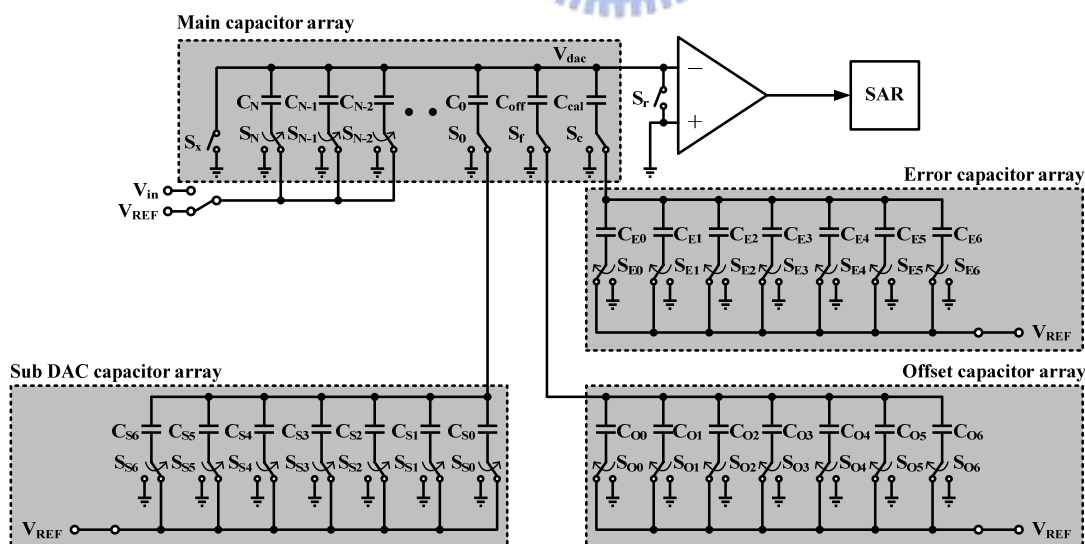 Main capacitor array
Vdac
CN CN-1 CN-2 C0 Coff Ccal
Sx SN SN-1 SN-2 S0 Sf Sc
Sr
SAR
Vin
VREF
Error capacitor array
CE0 CE1 CE2 CE3 CE4 CE5 CE6
SE0 SE1 SE2 SE3 SE4 SE5 SE6
VREF
Sub DAC capacitor array
CS6 CS5 CS4 CS3 CS2 CS1 CS0
SS6 SS5 SS4 SS3 SS2 SS1 SS0
VREF
Offset capacitor array
CO0 CO1 CO2 CO3 CO4 CO5 CO6
SO0 SO1 SO2 SO3 SO4 SO5 SO6
VREF